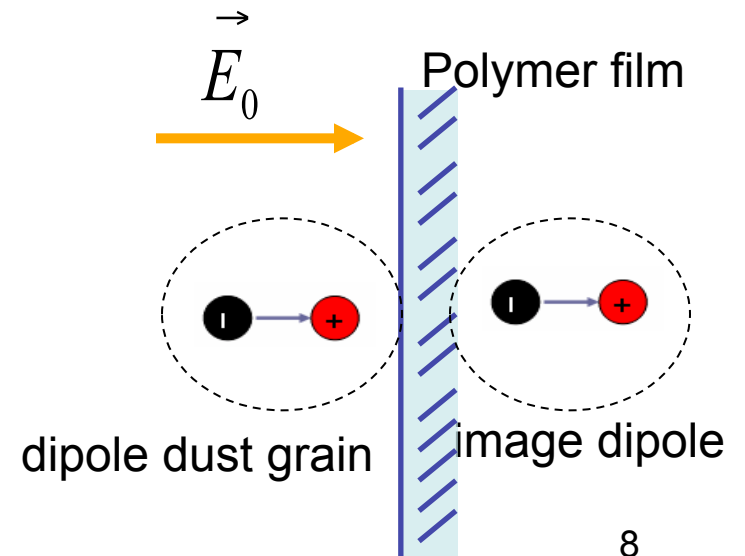 E₀
Polymer film
− +
− +
dipole dust grain
image dipole
8